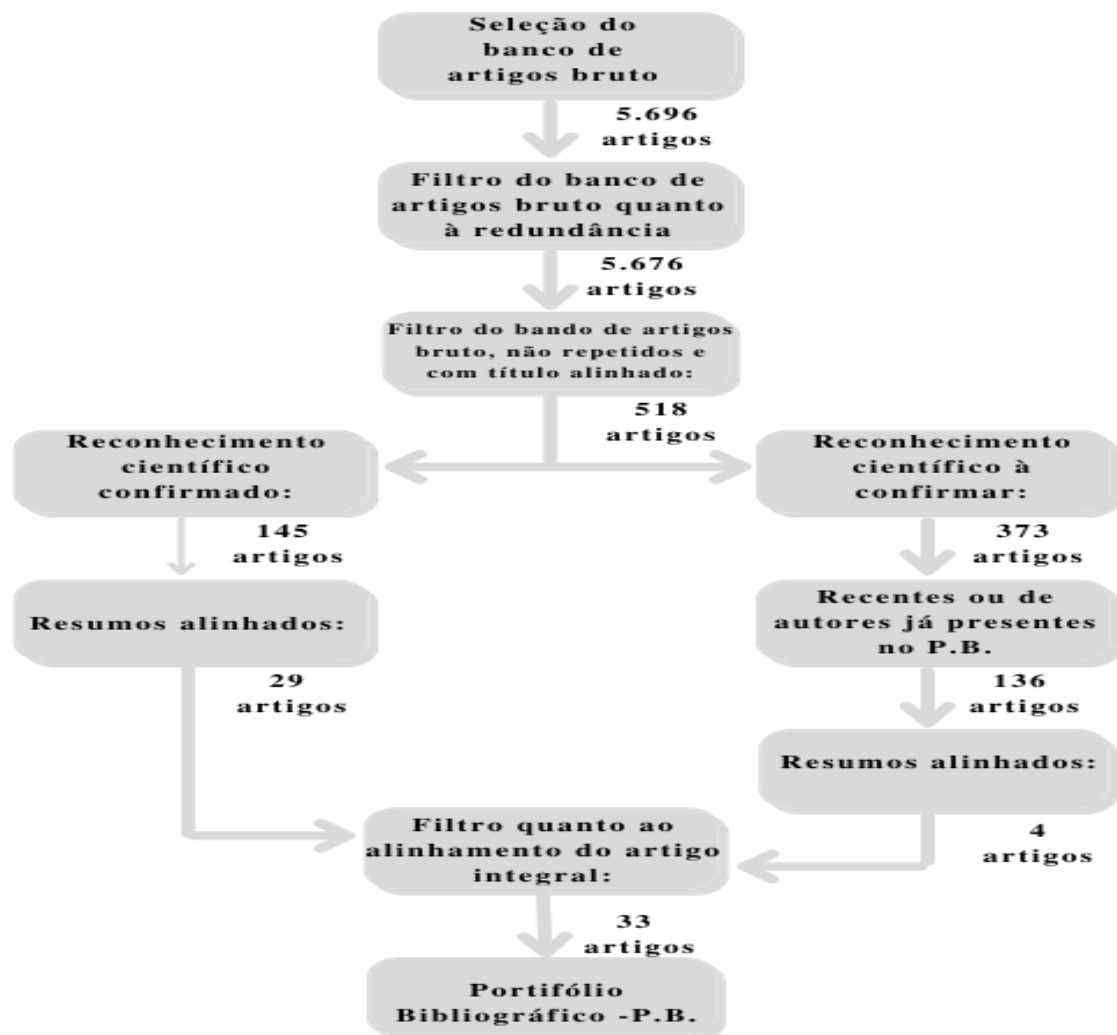 Seleção do
banco de
artigos bruto
5.696
artigos
Filtro do banco de
artigos bruto quanto
à redundância
5.676
artigos
Filtro do bando de artigos
bruto, não repetidos e
com título alinhado:
518
artigos
Reconhecimento
científico
confirmado:
Reconhecimento
científico à
confirmar:
145
artigos
373
artigos
Resumos alinhados:
Recentes ou de
autores já presentes
no P.B.
29
artigos
136
artigos
Resumos alinhados:
4
artigos
Filtro quanto ao
alinhamento do artigo
integral:
33
artigos
Portifólio
Bibliográfico -P.B.